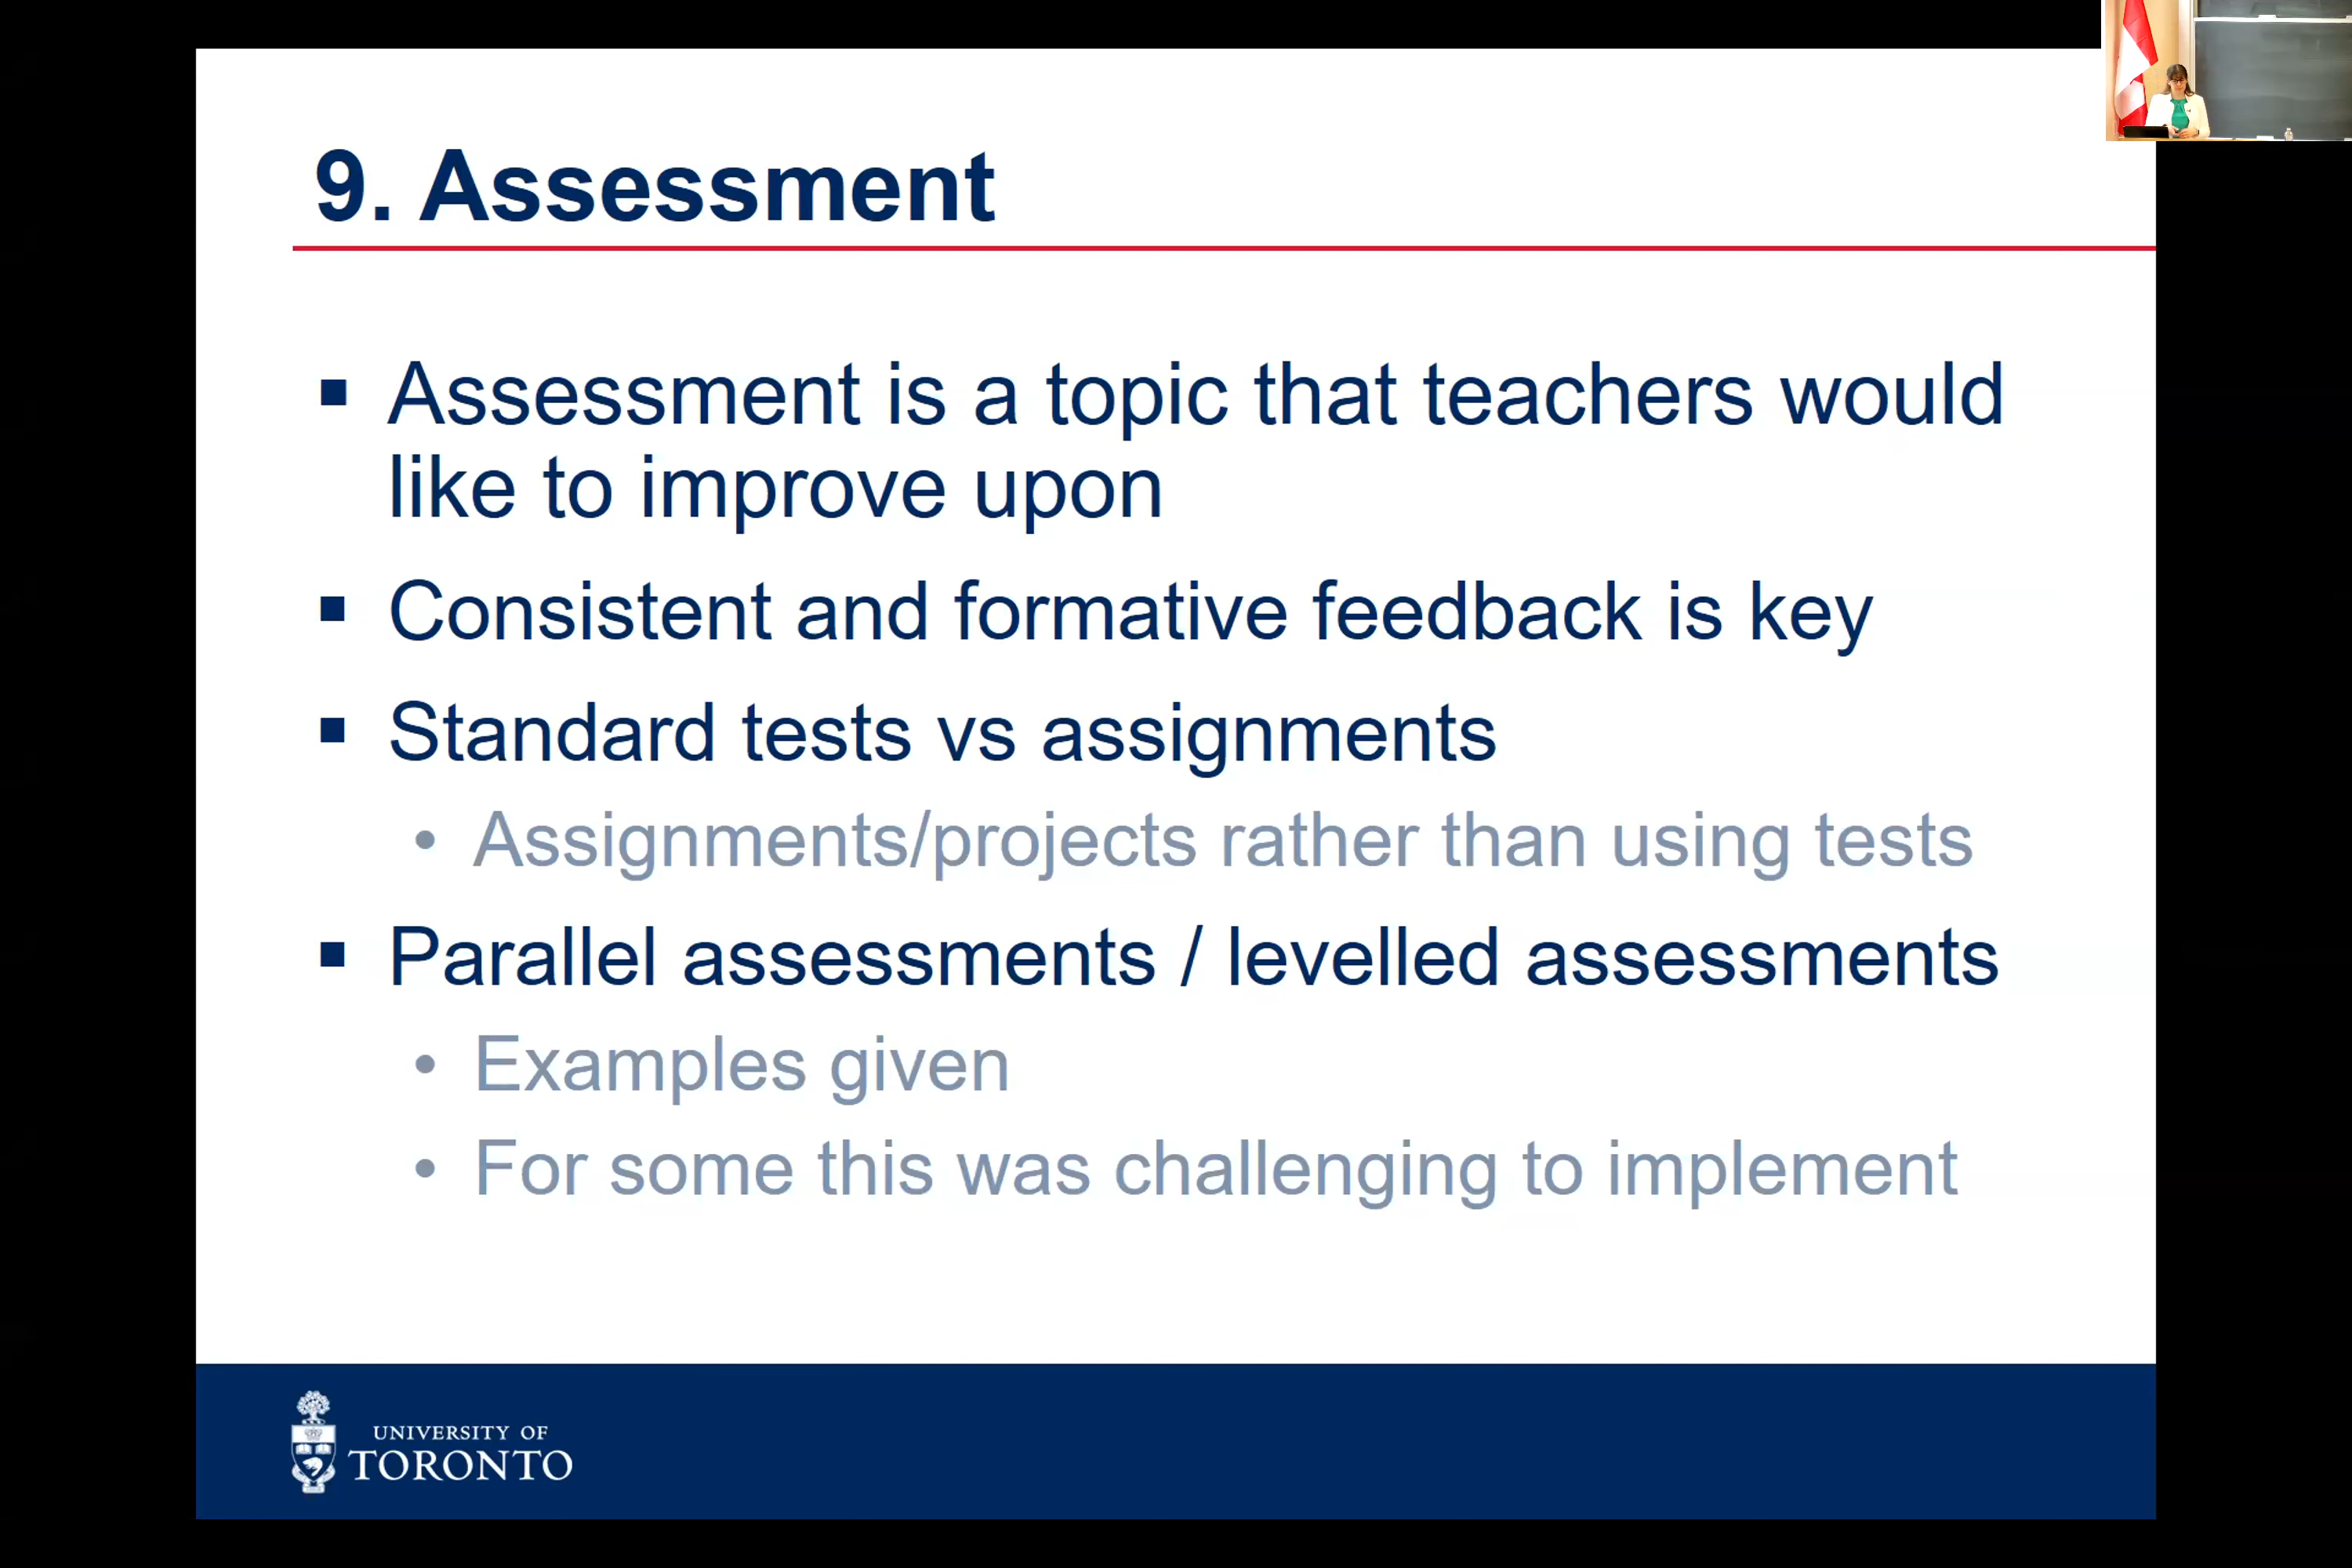 9. Assessment
▪ Assessment is a topic that teachers would
like to improve upon
▪ Consistent and formative feedback is key
▪ Standard tests vs assignments
• Assignments/projects rather than using tests
▪ Parallel assessments / levelled assessments
• Examples given
• For some this was challenging to implement
UNIVERSITY OF
TORONTO